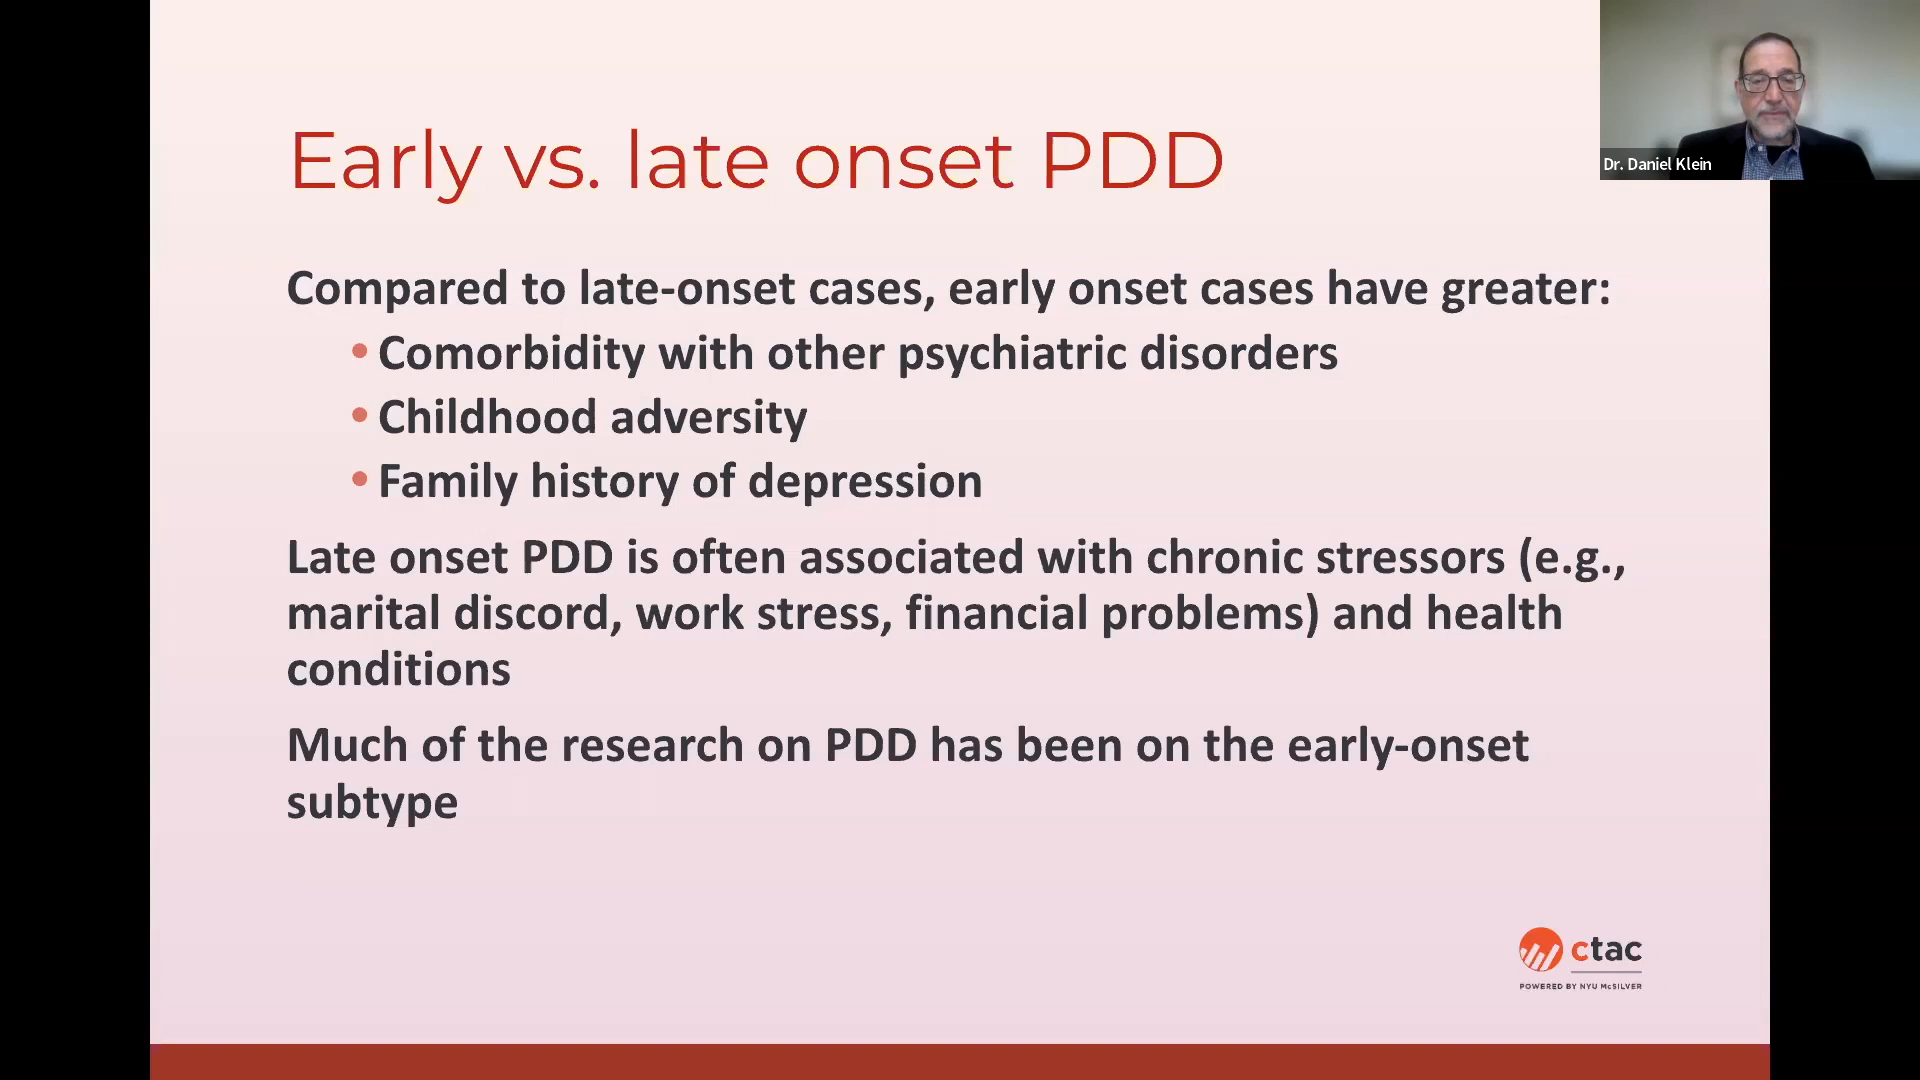 Early vs. late onset PDD
Dr. Daniel Klein
Compared to late-onset cases, early onset cases have greater:
• Comorbidity with other psychiatric disorders
• Childhood adversity
• Family history of depression
Late onset PDD is often associated with chronic stressors (e.g.,
marital discord, work stress, financial problems) and health
conditions
Much of the research on PDD has been on the early-onset
subtype
ctac
POWERED BY NYU McSILVER